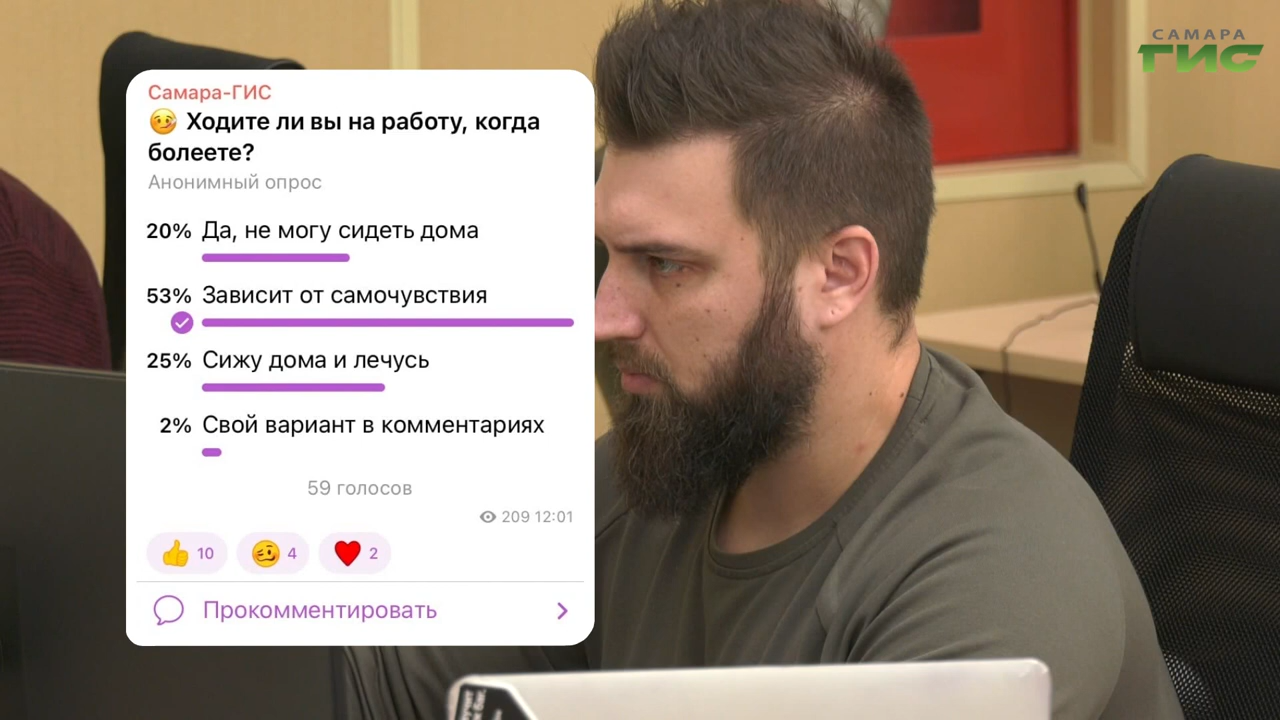 САМАРА
ГИС
Самара-ГИС
🤒 Ходите ли вы на работу, когда
болеете?
Анонимный опрос
20% Да, не могу сидеть дома
53% Зависит от самочувствия
25% Сижу дома и лечусь
2% Свой вариант в комментариях
59 голосов
209 12:01
👍 10 🥴 4 ❤️ 2
Прокомментировать